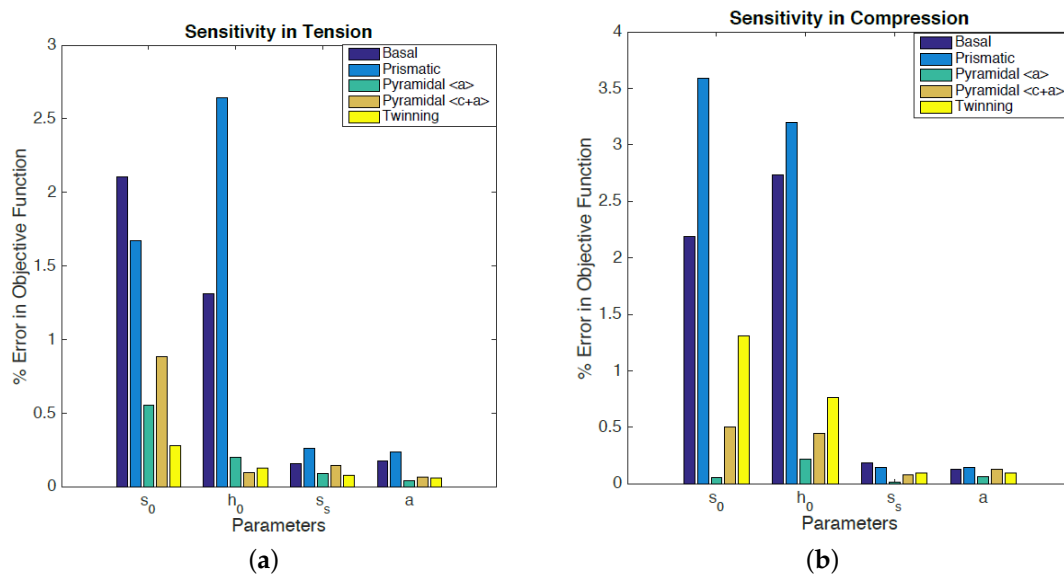 Sensitivity in Tension
% Error in Objective Function
3
2.5
2
1.5
1
0.5
0
Basal
Prismatic
Pyramidal <a>
Pyramidal <c+a>
Twinning
s₀
h₀
sₛ
a
Parameters
(a)
Sensitivity in Compression
% Error in Objective Function
4
3.5
3
2.5
2
1.5
1
0.5
0
Basal
Prismatic
Pyramidal <a>
Pyramidal <c+a>
Twinning
s₀
h₀
sₛ
a
Parameters
(b)